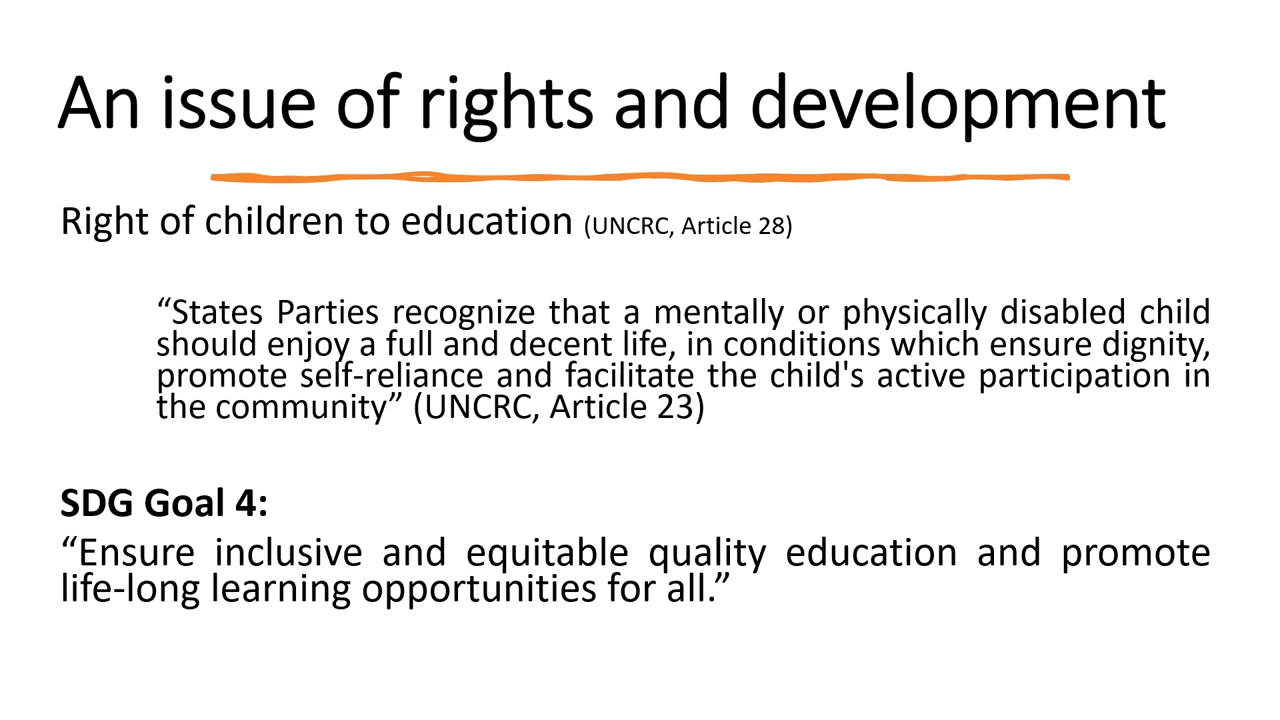 An issue of rights and development
Right of children to education (UNCRC, Article 28)
“States Parties recognize that a mentally or physically disabled child
should enjoy a full and decent life, in conditions which ensure dignity,
promote self-reliance and facilitate the child's active participation in
the community” (UNCRC, Article 23)
SDG Goal 4:
“Ensure inclusive and equitable quality education and promote
life-long learning opportunities for all.”